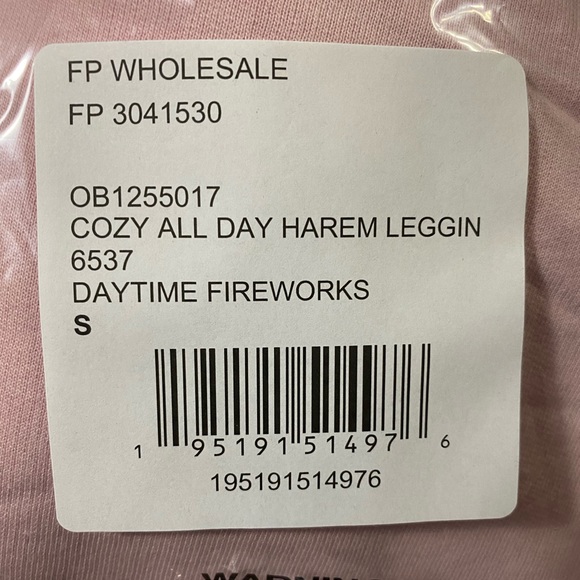 FP WHOLESALE
FP 3041530
OB1255017
COZY ALL DAY HAREM LEGGIN
6537
DAYTIME FIREWORKS
S
1 95191 51497 6
195191514976